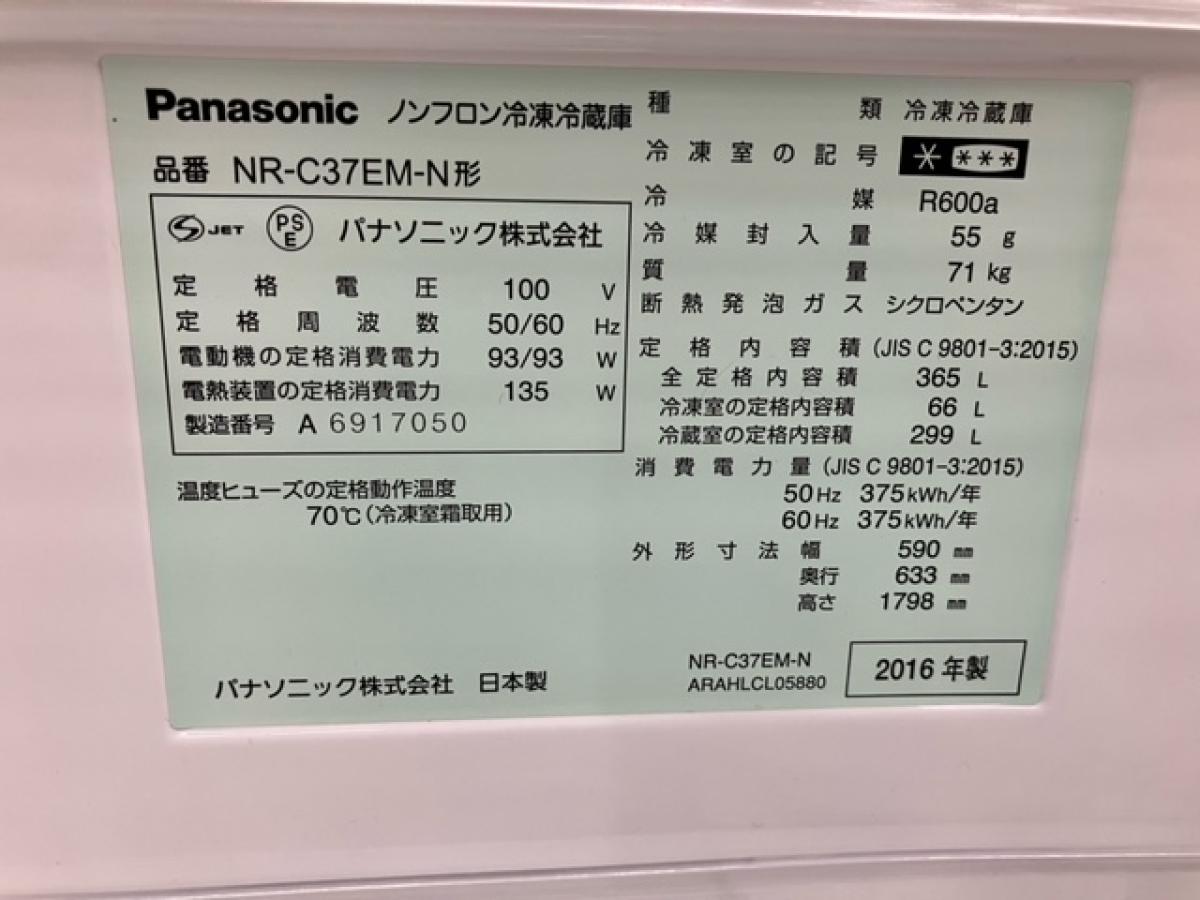 Panasonic ノンフロン冷凍冷蔵庫
品番 NR-C37EM-N形
JET PSE パナソニック株式会社
定格電圧 100 V
定格周波数 50/60 Hz
電動機の定格消費電力 93/93 W
電熱装置の定格消費電力 135 W
製造番号 A 6917050
温度ヒューズの定格動作温度
70℃(冷凍室霜取用)
パナソニック株式会社 日本製
種類 冷凍冷蔵庫
冷凍室の記号 * ***
冷媒 R600a
冷媒封入量 55 g
質量 71 kg
断熱発泡ガス シクロペンタン
定格内容積 (JIS C 9801-3:2015)
全定格内容積 365 L
冷凍室の定格内容積 66 L
冷蔵室の定格内容積 299 L
消費電力量 (JIS C 9801-3:2015)
50Hz 375kWh/年
60Hz 375kWh/年
外形寸法幅 590 mm
奥行 633 mm
高さ 1798 mm
NR-C37EM-N
ARAHLCL05880
2016年製